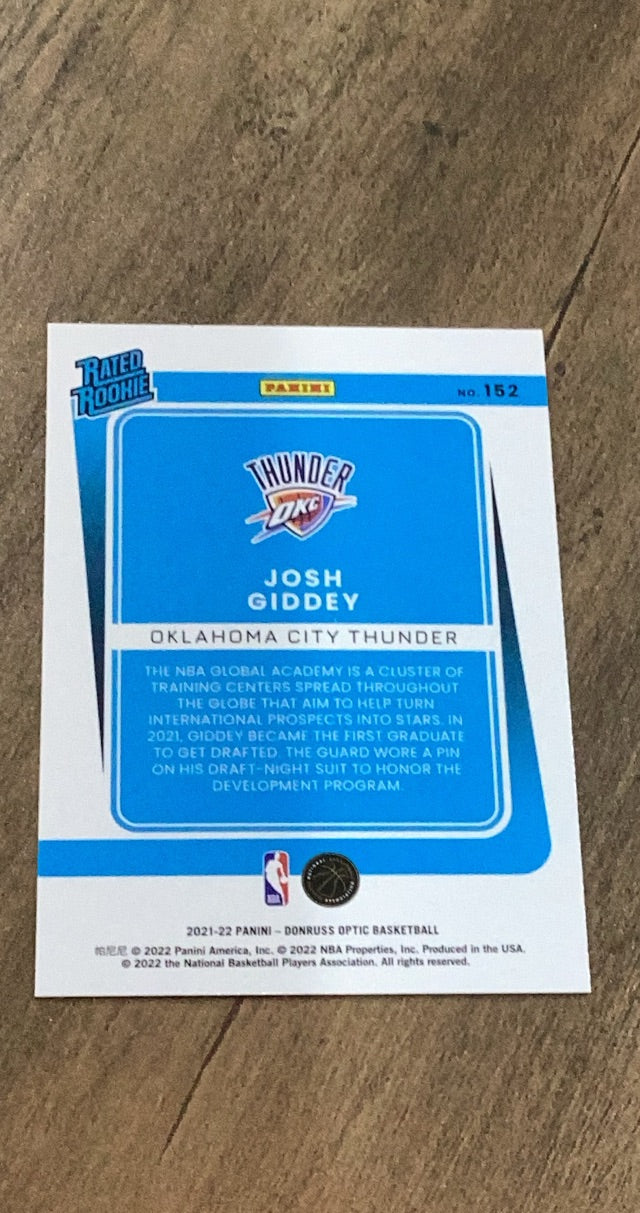 RATED
ROOKIE
PANINI
NO. 152
THUNDER
OKC
JOSH
GIDDEY
OKLAHOMA CITY THUNDER
THE NBA GLOBAL ACADEMY IS A CLUSTER OF
TRAINING CENTERS SPREAD THROUGHOUT
THE GLOBE THAT AIM TO HELP TURN
INTERNATIONAL PROSPECTS INTO STARS. IN
2021, GIDDEY BECAME THE FIRST GRADUATE
TO GET DRAFTED. THE GUARD WORE A PIN
ON HIS DRAFT-NIGHT SUIT TO HONOR THE
DEVELOPMENT PROGRAM.
NBA
2021-22 PANINI – DONRUSS OPTIC BASKETBALL
帕尼尼 © 2022 Panini America, Inc. © 2022 NBA Properties, Inc. Produced in the USA.
© 2022 the National Basketball Players Association. All rights reserved.